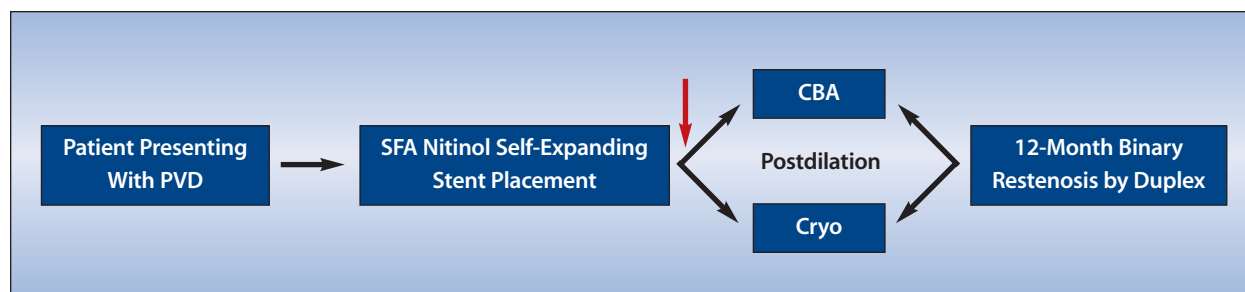 Patient Presenting
With PVD
SFA Nitinol Self-Expanding
Stent Placement
CBA
Postdilation
Cryo
12-Month Binary
Restenosis by Duplex